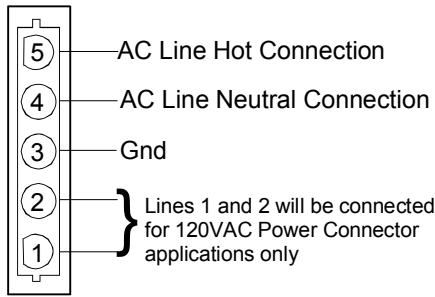 5 AC Line Hot Connection
4 AC Line Neutral Connection
3 Gnd
2
1
Lines 1 and 2 will be connected
for 120VAC Power Connector
applications only